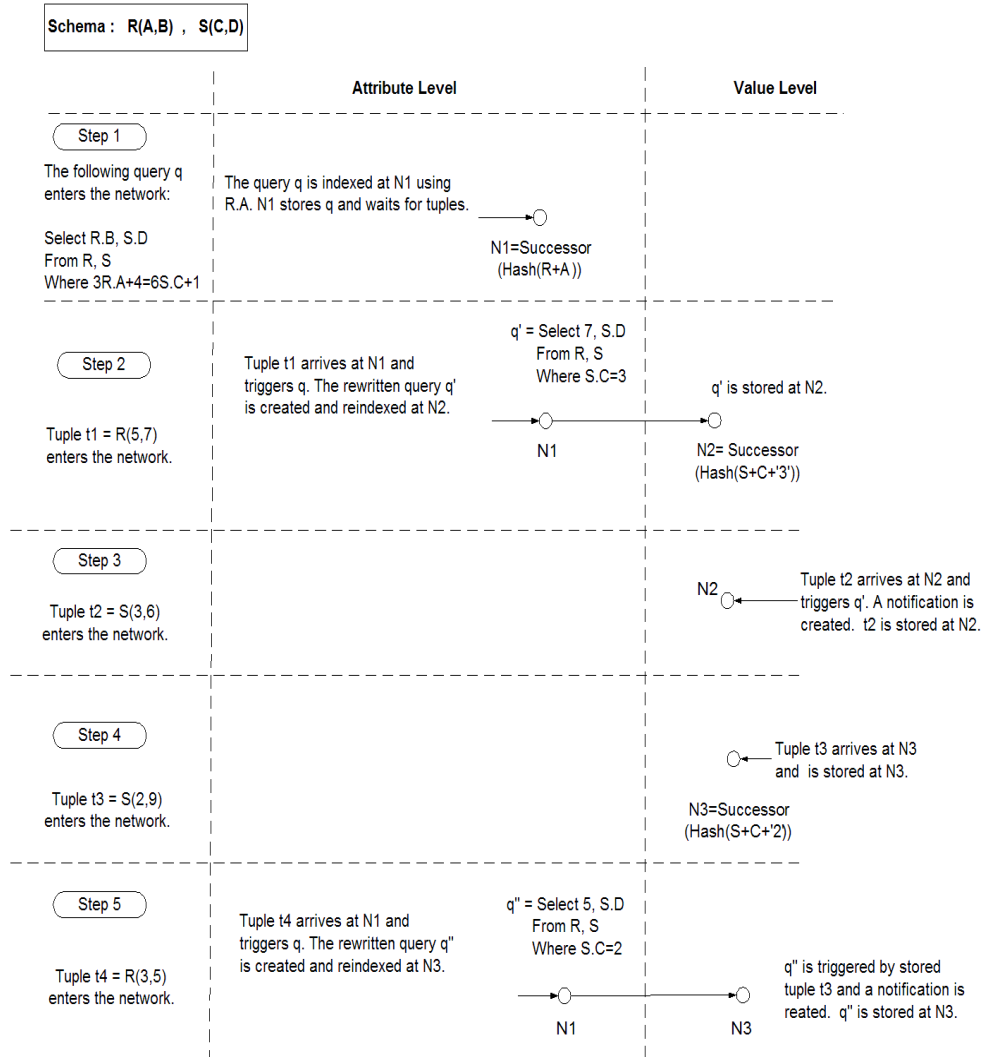 Schema : R(A,B) , S(C,D)
Attribute Level
Value Level
Step 1
The following query q
enters the network:
Select R.B, S.D
From R, S
Where 3R.A+4=6S.C+1
The query q is indexed at N1 using
R.A. N1 stores q and waits for tuples.
N1=Successor
(Hash(R+A ))
Step 2
Tuple t1 = R(5,7)
enters the network.
Tuple t1 arrives at N1 and
triggers q. The rewritten query q'
is created and reindexed at N2.
q' = Select 7, S.D
From R, S
Where S.C=3
N1
q' is stored at N2.
N2= Successor
(Hash(S+C+'3'))
Step 3
Tuple t2 = S(3,6)
enters the network.
N2
Tuple t2 arrives at N2 and
triggers q'. A notification is
created. t2 is stored at N2.
Step 4
Tuple t3 = S(2,9)
enters the network.
Tuple t3 arrives at N3
and is stored at N3.
N3=Successor
(Hash(S+C+'2'))
Step 5
Tuple t4 = R(3,5)
enters the network.
Tuple t4 arrives at N1 and
triggers q. The rewritten query q"
is created and reindexed at N3.
q" = Select 5, S.D
From R, S
Where S.C=2
N1
N3
q" is triggered by stored
tuple t3 and a notification is
reated. q" is stored at N3.